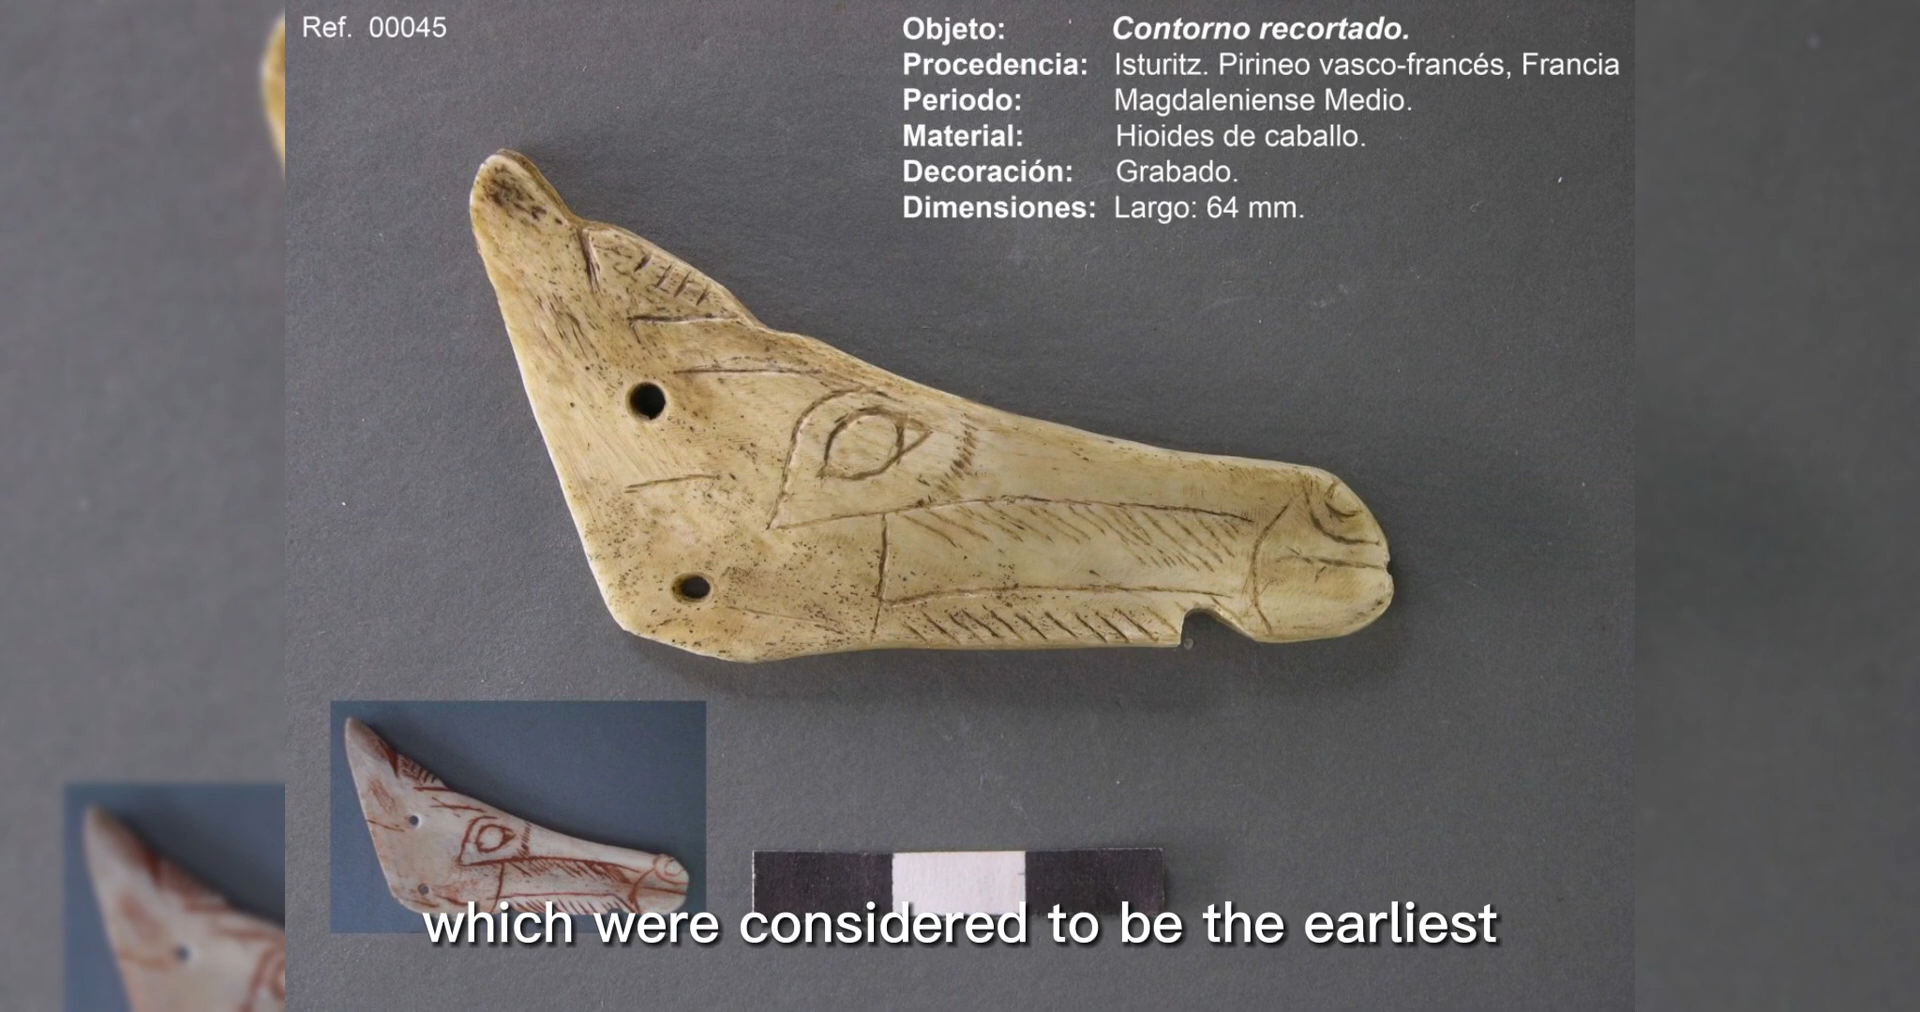 Ref. 00045
Objeto: Contorno recortado.
Procedencia: Isturitz. Pirineo vasco-francés, Francia
Periodo: Magdaleniense Medio.
Material: Hioides de caballo.
Decoración: Grabado.
Dimensiones: Largo: 64 mm.
which were considered to be the earliest